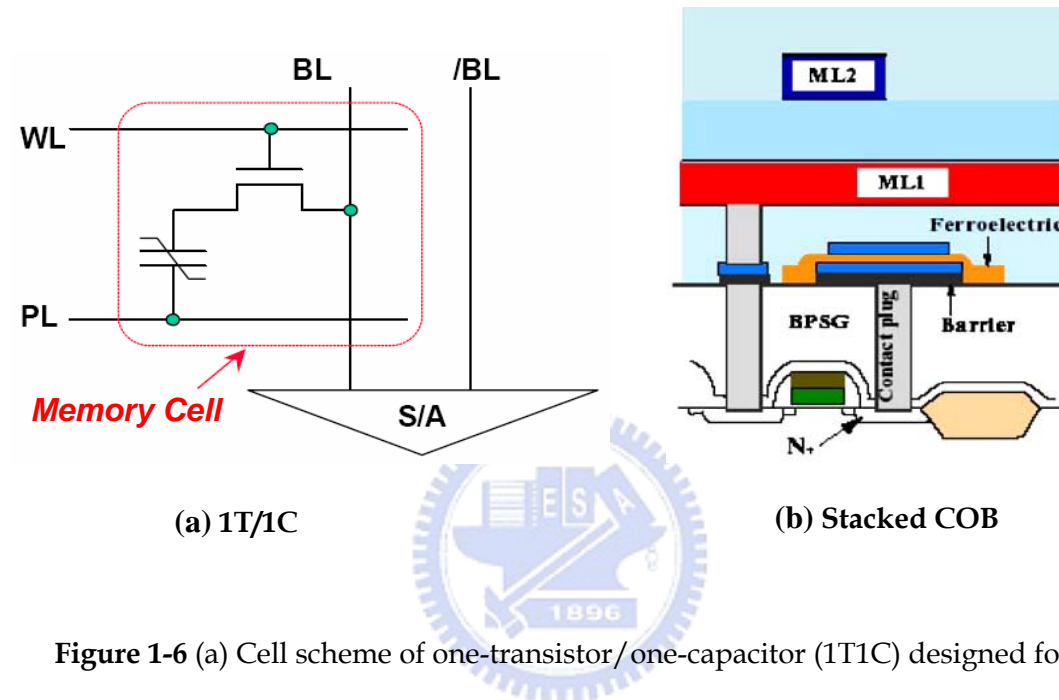 BL /BL
WL
PL
Memory Cell
S/A
(a) 1T/1C
ML2
ML1
Ferroelectric
BPSG
Contact plug
Barrier
N+
(b) Stacked COB
E S A
1896
Figure 1-6 (a) Cell scheme of one-transistor/one-capacitor (1T1C) designed fo